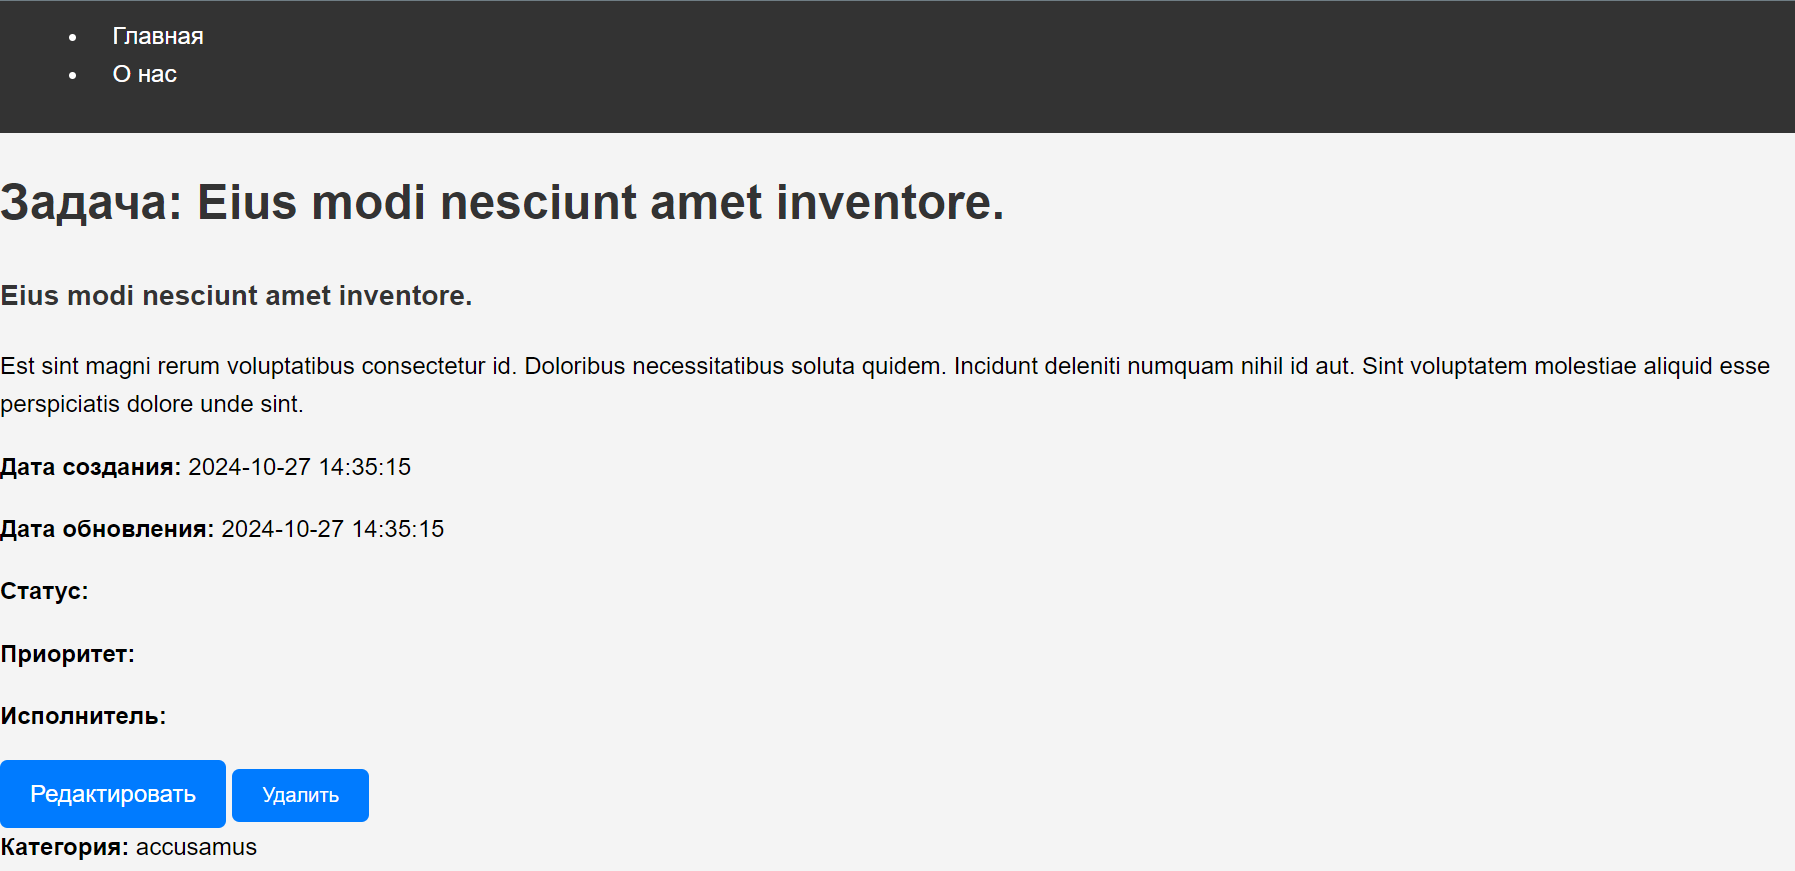 Главная
О нас
Задача: Eius modi nesciunt amet inventore.
Eius modi nesciunt amet inventore.
Est sint magni rerum voluptatibus consectetur id. Doloribus necessitatibus soluta quidem. Incidunt deleniti numquam nihil id aut. Sint voluptatem molestiae aliquid esse
perspiciatis dolore unde sint.
Дата создания: 2024-10-27 14:35:15
Дата обновления: 2024-10-27 14:35:15
Статус:
Приоритет:
Исполнитель:
Редактировать Удалить
Категория: accusamus